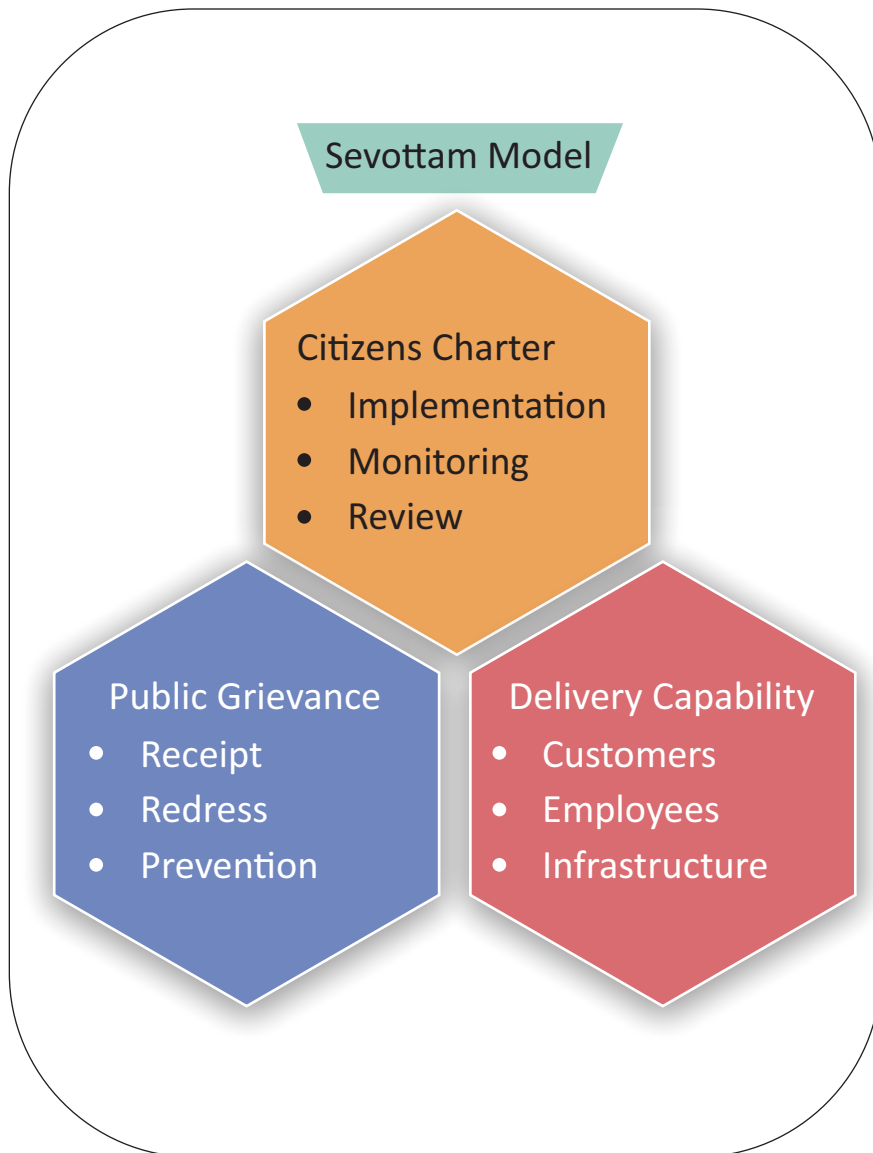 Sevottam Model
Citizens Charter
• Implementation
• Monitoring
• Review
Public Grievance
• Receipt
• Redress
• Prevention
Delivery Capability
• Customers
• Employees
• Infrastructure